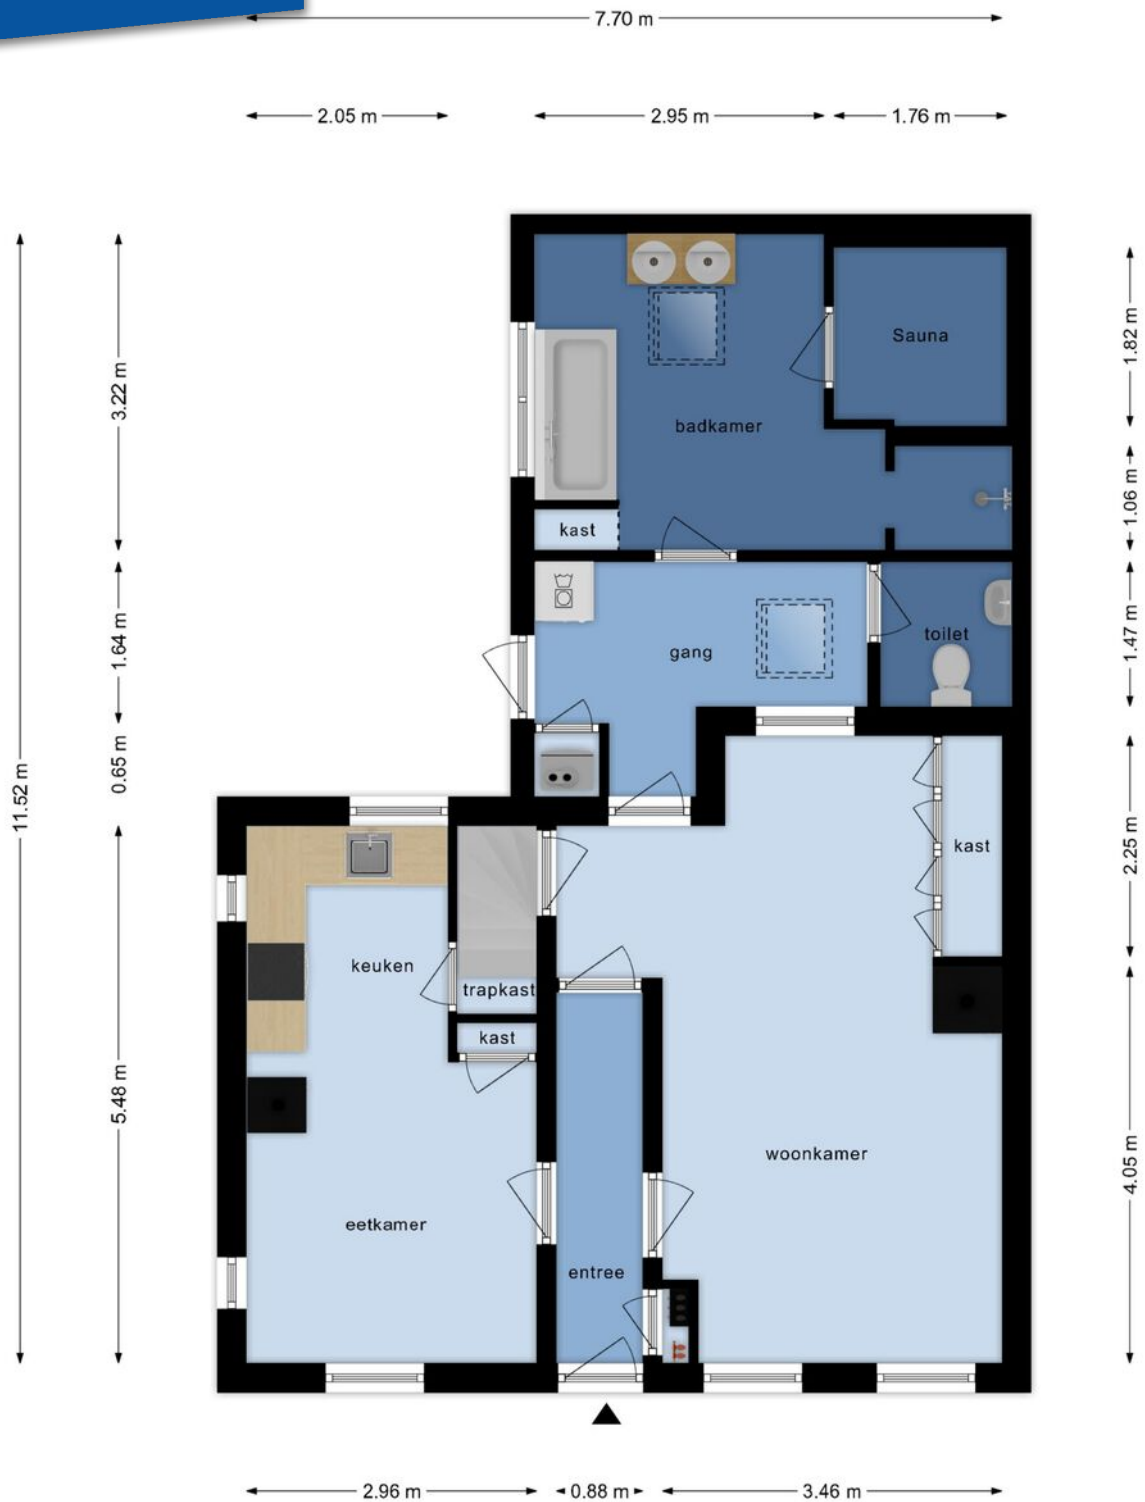 7.70 m
2.05 m
2.95 m
1.76 m
11.52 m
3.22 m
1.64 m
0.65 m
5.48 m
1.82 m
1.06 m
1.47 m
2.25 m
4.05 m
Sauna
badkamer
kast
toilet
gang
kast
keuken
trapkast
kast
woonkamer
eetkamer
entree
2.96 m
0.88 m
3.46 m